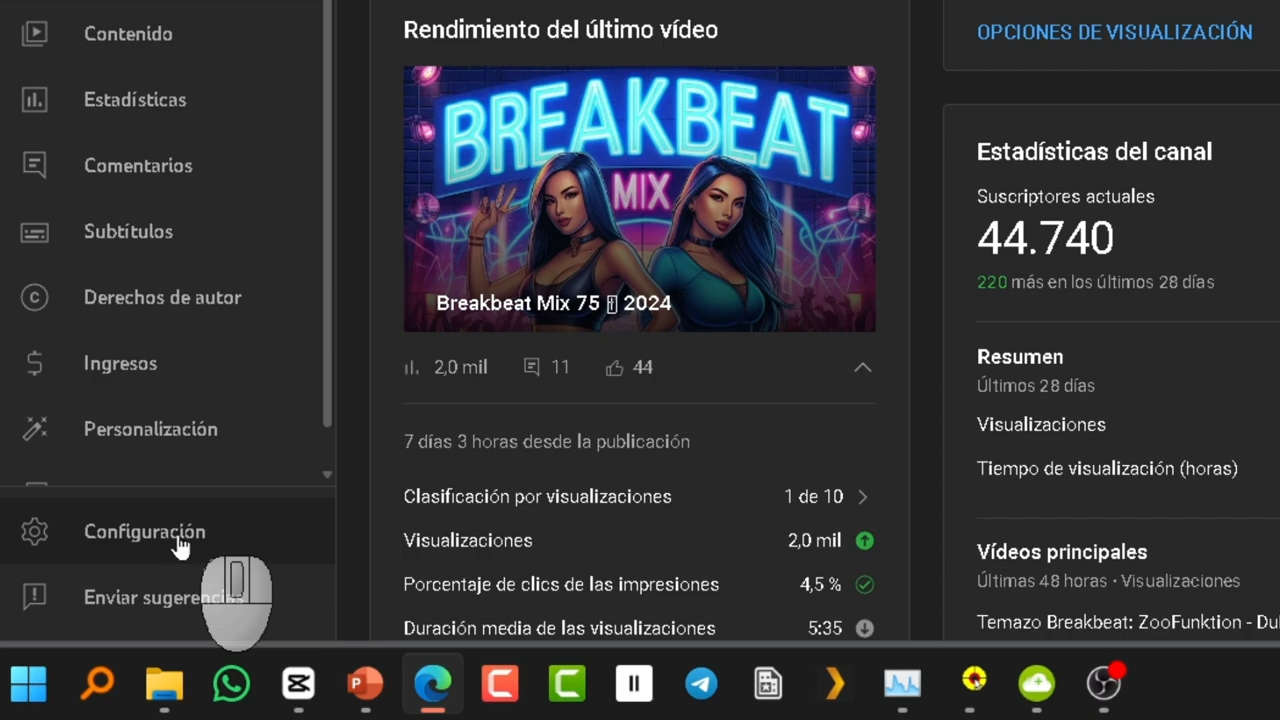 Contenido
Estadísticas
Comentarios
Subtítulos
Derechos de autor
Ingresos
Personalización
Configuración
Enviar sugerencias
Rendimiento del último vídeo
BREAKBEAT
MIX
Breakbeat Mix 75 2024
2,0 mil 11 44
7 días 3 horas desde la publicación
Clasificación por visualizaciones 1 de 10
Visualizaciones 2,0 mil
Porcentaje de clics de las impresiones 4,5 %
Duración media de las visualizaciones 5:35
OPCIONES DE VISUALIZACIÓN
Estadísticas del canal
Suscriptores actuales
44.740
220 más en los últimos 28 días
Resumen
Últimos 28 días
Visualizaciones
Tiempo de visualización (horas)
Vídeos principales
Últimas 48 horas · Visualizaciones
Temazo Breakbeat: ZooFunktion - Du